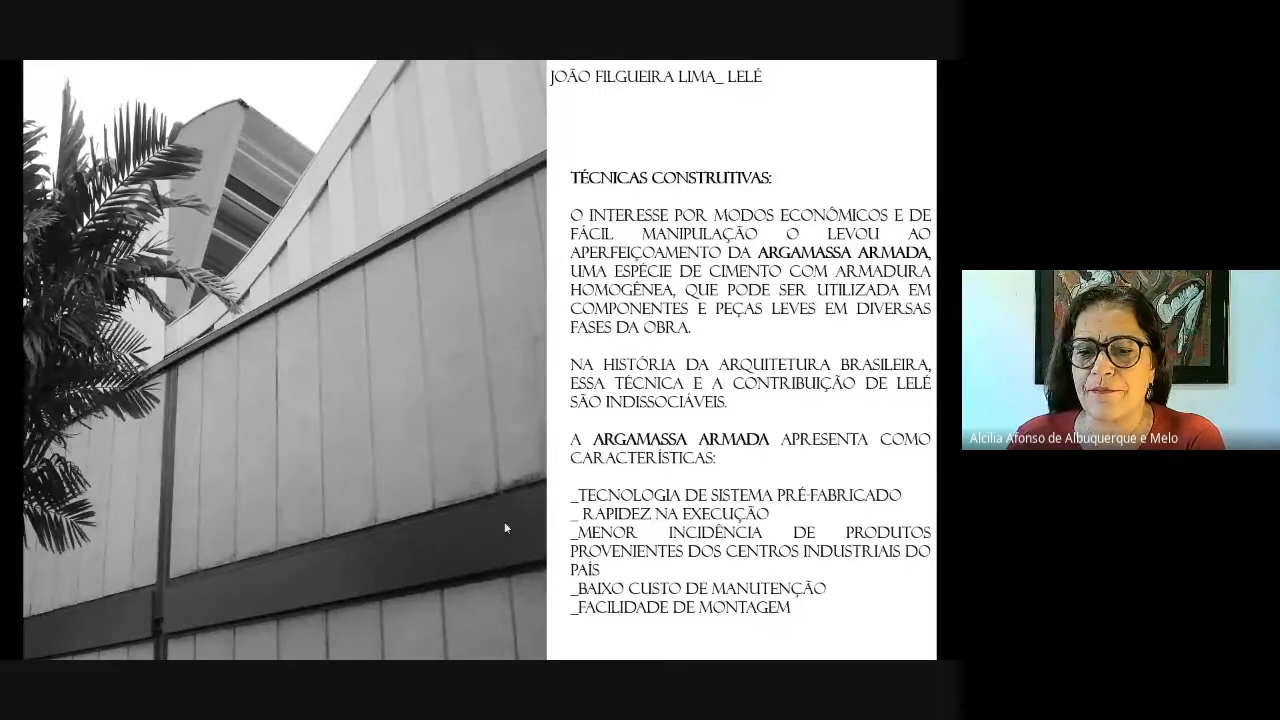 JOÃO FILGUEIRA LIMA_ LELÉ
TÉCNICAS CONSTRUTIVAS:
O INTERESSE POR MODOS ECONÔMICOS E DE
FÁCIL MANIPULAÇÃO O LEVOU AO
APERFEIÇOAMENTO DA ARGAMASSA ARMADA,
UMA ESPÉCIE DE CIMENTO COM ARMADURA
HOMOGÊNEA, QUE PODE SER UTILIZADA EM
COMPONENTES E PEÇAS LEVES EM DIVERSAS
FASES DA OBRA.
NA HISTÓRIA DA ARQUITETURA BRASILEIRA,
ESSA TÉCNICA E A CONTRIBUIÇÃO DE LELÉ
SÃO INDISSOCIÁVEIS.
A ARGAMASSA ARMADA APRESENTA COMO
CARACTERÍSTICAS:
_TECNOLOGIA DE SISTEMA PRÉ-FABRICADO
_ RAPIDEZ NA EXECUÇÃO
_MENOR INCIDÊNCIA DE PRODUTOS
PROVENIENTES DOS CENTROS INDUSTRIAIS DO
PAÍS
_BAIXO CUSTO DE MANUTENÇÃO
_FACILIDADE DE MONTAGEM
Alcilia Afonso de Albuquerque e Melo